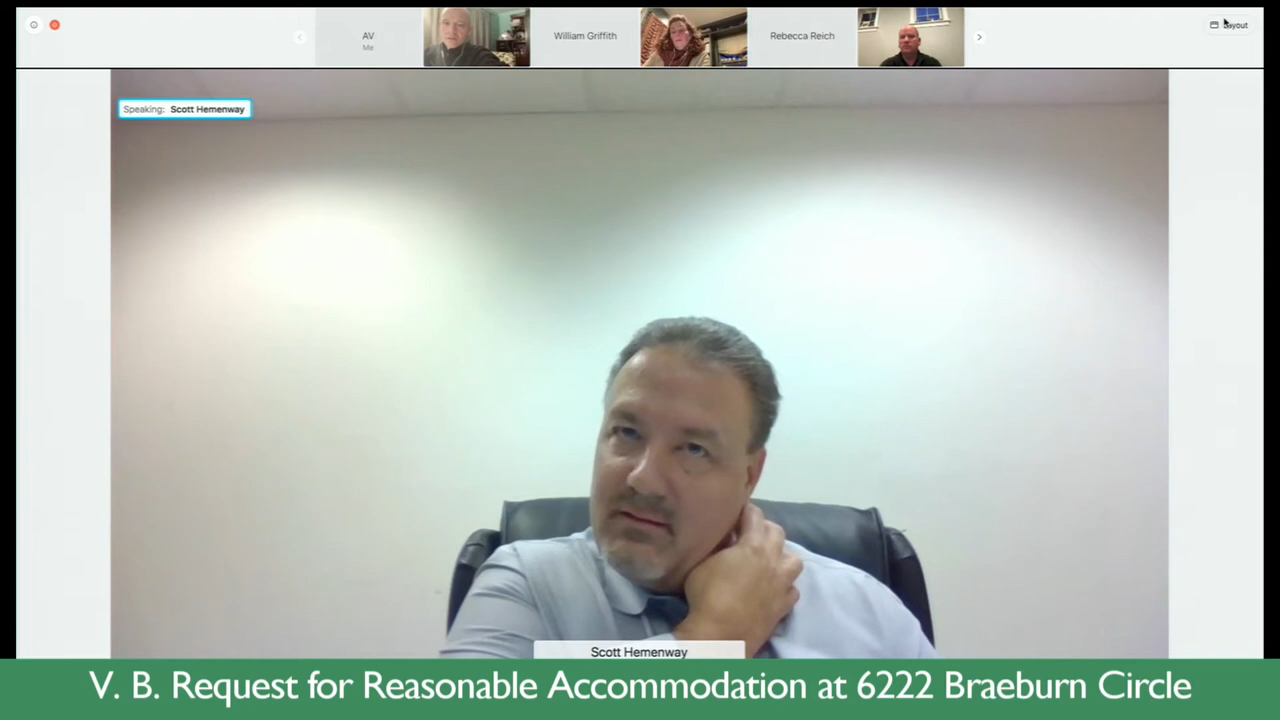 AV
Me
William Griffith
Rebecca Reich
Layout
Speaking: Scott Hemenway
Scott Hemenway
V. B. Request for Reasonable Accommodation at 6222 Braeburn Circle